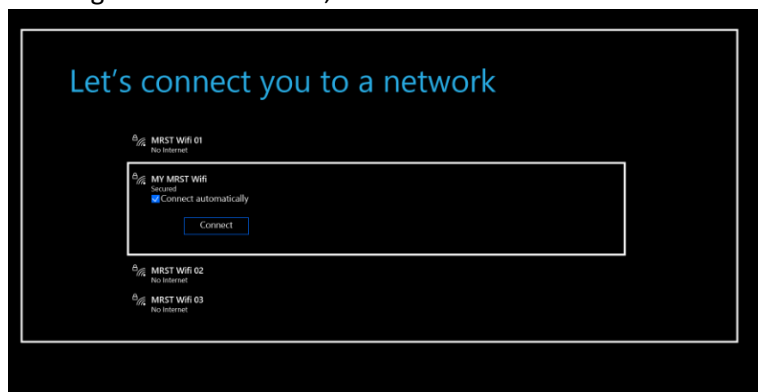 Let's connect you to a network
MRST Wifi 01
No Internet
MY MRST Wifi
Secured
Connect automatically
Connect
MRST Wifi 02
No Internet
MRST Wifi 03
No Internet